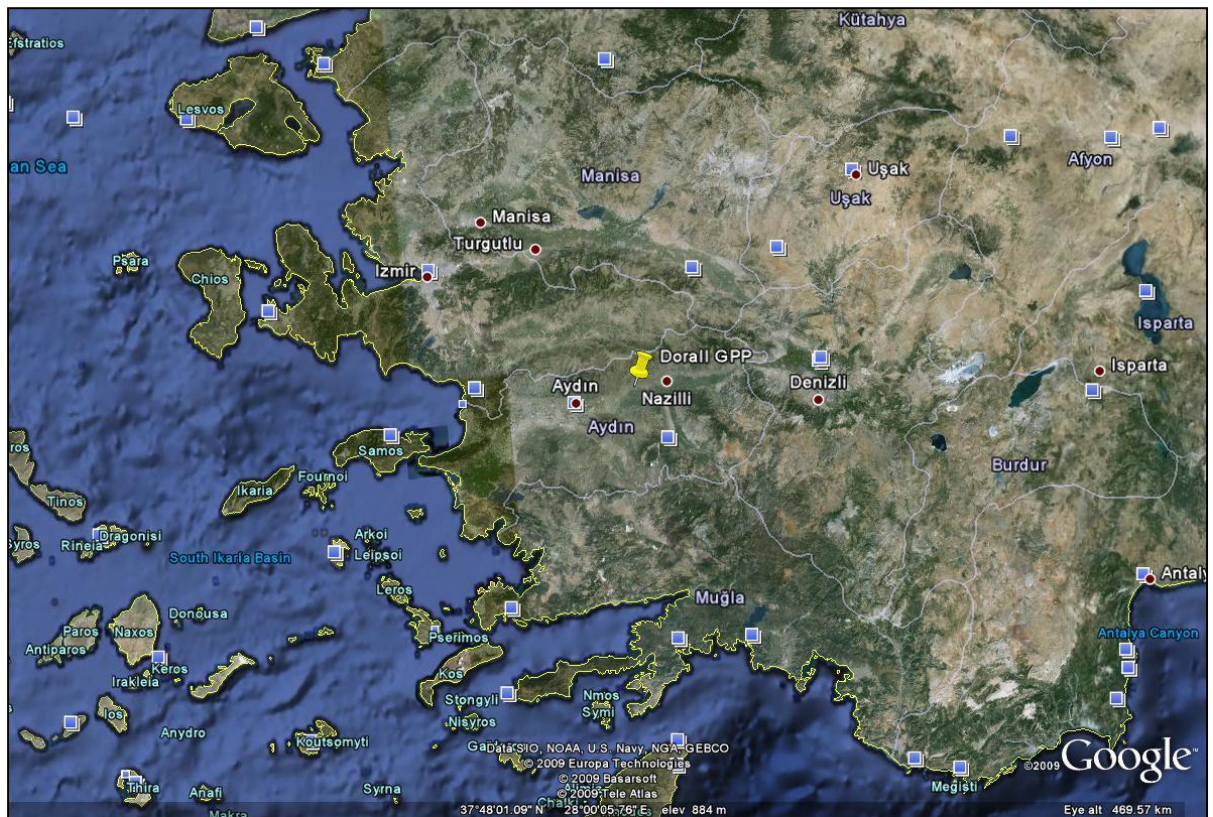 Kütahya
Efstratios
Lesvos
an Sea
Afyon
Manisa
Uşak
Uşak
Manisa
Turgutlu
Psara
Chios
Izmir
Isparta
Dorall GPP
Isparta
Aydın
Nazilli
Denizli
Aydın
Samos
Burdur
Fournoi
Ikaria
Tinos
Dragonisi
Arkoi
Syros
Rineia
South Ikaria Basin
Leipsoi
Antaly
Leros
Muğla
Donousa
Paros
Naxos
Pserimos
Antalya Canyon
Antiparos
Keros
Irakleia
Kos
Stongyli
Nmos
Symi
Ios
Nisyros
Anydro
Koutsomyti
Data SIO, NOAA, U.S. Navy, NGA, GEBCO
© 2009 Europa Technologies
©2009 Google™
© 2009 Basarsoft
Megisti
Thira
Anafi
Syrna
© 2009 Tele Atlas
Chalki
Makra
37°48'01.09" N 28°00'05.76" E elev 884 m
Eye alt 469.57 km